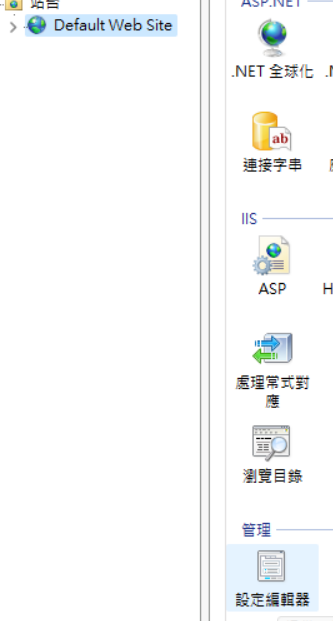 站台
Default Web Site
ASP.NET
.NET 全球化
連接字串
IIS
ASP
H
處理常式對
應
瀏覽目錄
管理
設定編輯器